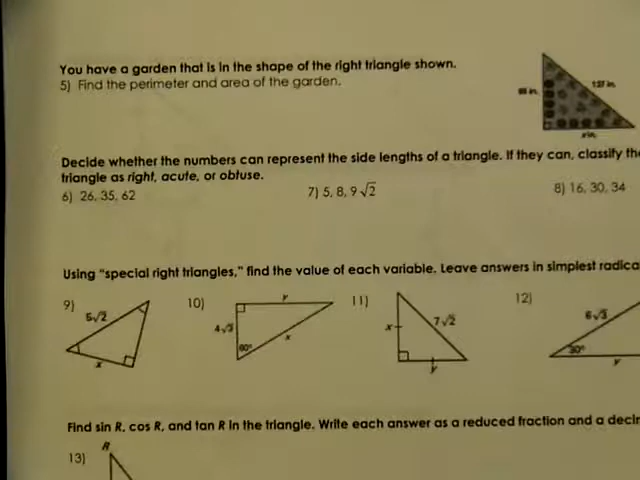 You have a garden that is in the shape of the right triangle shown.
5) Find the perimeter and area of the garden.
x in.
Decide whether the numbers can represent the side lengths of a triangle. If they can, classify the
triangle as right, acute, or obtuse.
6) 26, 35, 62
7) 5, 8, 9√2
8) 16, 30, 34
Using "special right triangles," find the value of each variable. Leave answers in simplest radica
9)
5√2
x
10)
y
4√3
x
60°
11)
x
7√2
y
12)
6√3
30°
y
Find sin R, cos R, and tan R in the triangle. Write each answer as a reduced fraction and a decir
13)
R